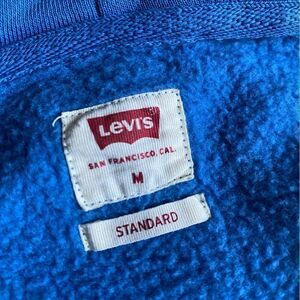 Levi's
SAN FRANCISCO, CAL.
M
STANDARD